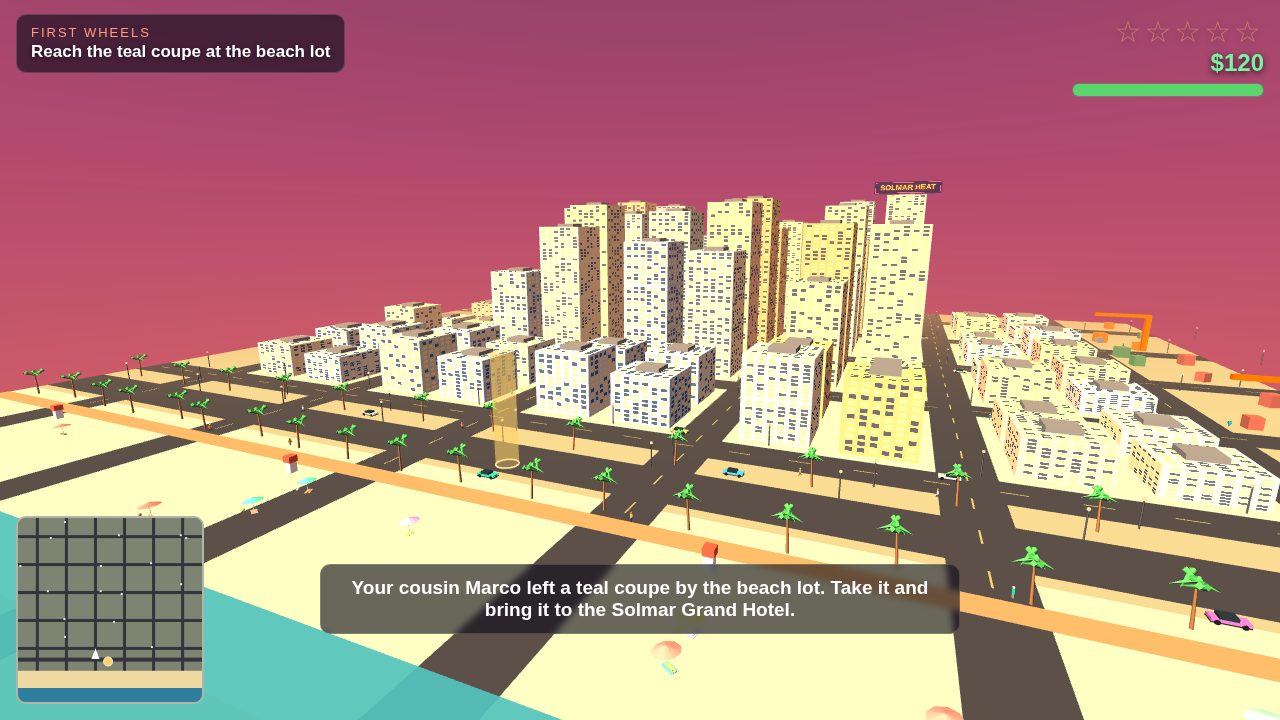 FIRST WHEELS
Reach the teal coupe at the beach lot
$120
SOLMAR HEAT
Your cousin Marco left a teal coupe by the beach lot. Take it and
bring it to the Solmar Grand Hotel.